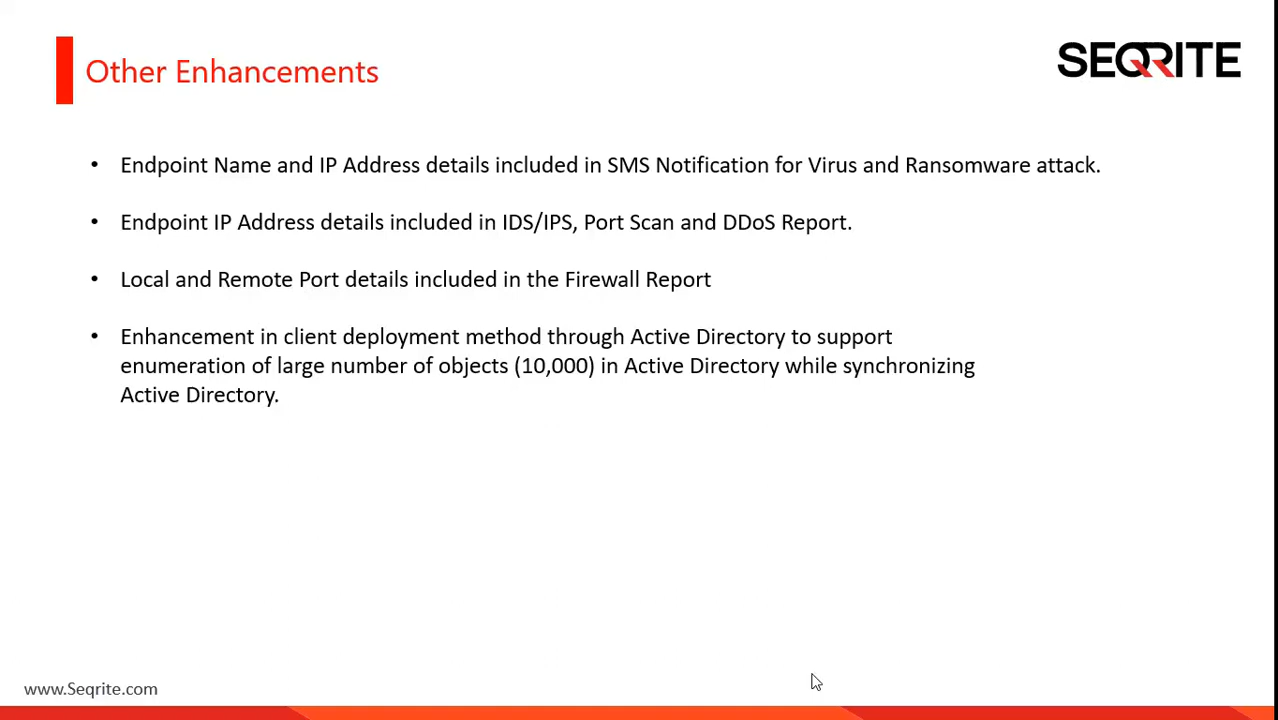 Other Enhancements
SEQRITE
• Endpoint Name and IP Address details included in SMS Notification for Virus and Ransomware attack.
• Endpoint IP Address details included in IDS/IPS, Port Scan and DDoS Report.
• Local and Remote Port details included in the Firewall Report
• Enhancement in client deployment method through Active Directory to support
enumeration of large number of objects (10,000) in Active Directory while synchronizing
Active Directory.
www.Seqrite.com